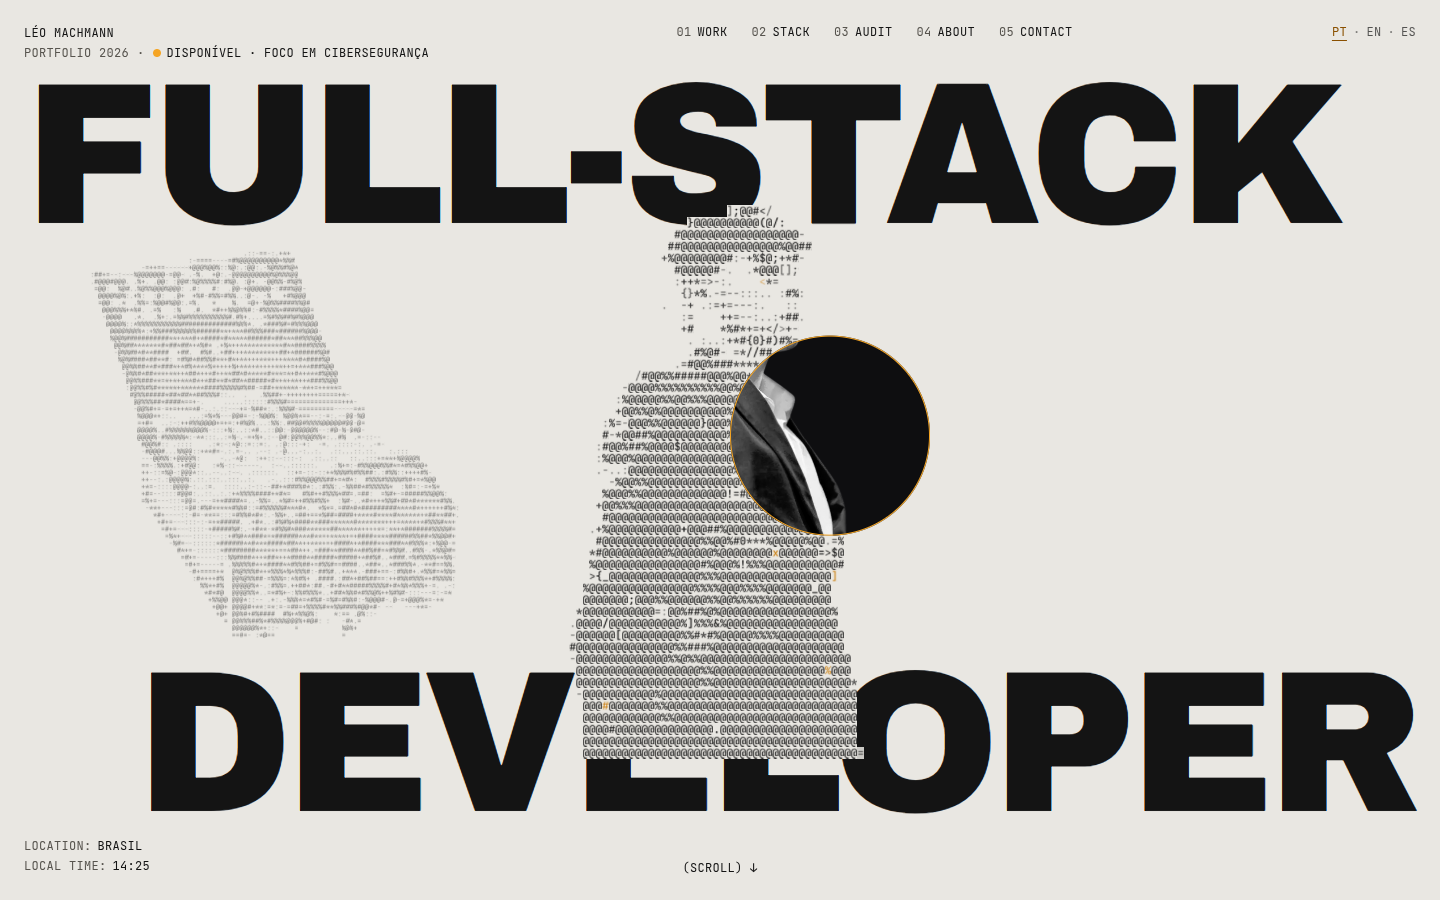 LÉO MACHMANN
PORTFOLIO 2026 · DISPONÍVEL · FOCO EM CIBERSEGURANÇA
01 WORK 02 STACK 03 AUDIT 04 ABOUT 05 CONTACT
PT · EN · ES
FULL-STACK
DEVELOPER
LOCATION: BRASIL
LOCAL TIME: 14:25
(SCROLL) ↓